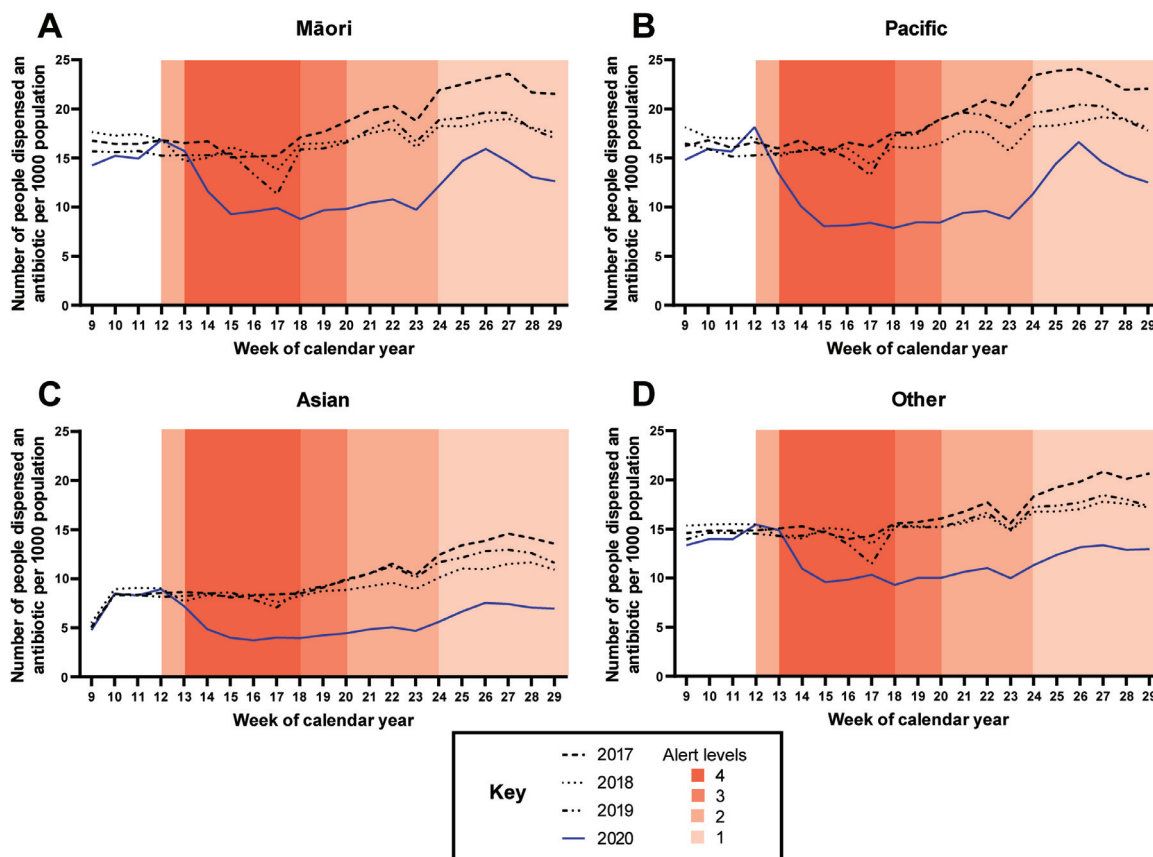 A
Māori
Number of people dispensed an
antibiotic per 1000 population
25
20
15
10
5
0
9 10 11 12 13 14 15 16 17 18 19 20 21 22 23 24 25 26 27 28 29
Week of calendar year
B
Pacific
Number of people dispensed an
antibiotic per 1000 population
25
20
15
10
5
0
9 10 11 12 13 14 15 16 17 18 19 20 21 22 23 24 25 26 27 28 29
Week of calendar year
C
Asian
Number of people dispensed an
antibiotic per 1000 population
25
20
15
10
5
0
9 10 11 12 13 14 15 16 17 18 19 20 21 22 23 24 25 26 27 28 29
Week of calendar year
D
Other
Number of people dispensed an
antibiotic per 1000 population
25
20
15
10
5
0
9 10 11 12 13 14 15 16 17 18 19 20 21 22 23 24 25 26 27 28 29
Week of calendar year
Key
2017
2018
2019
2020
Alert levels
4
3
2
1